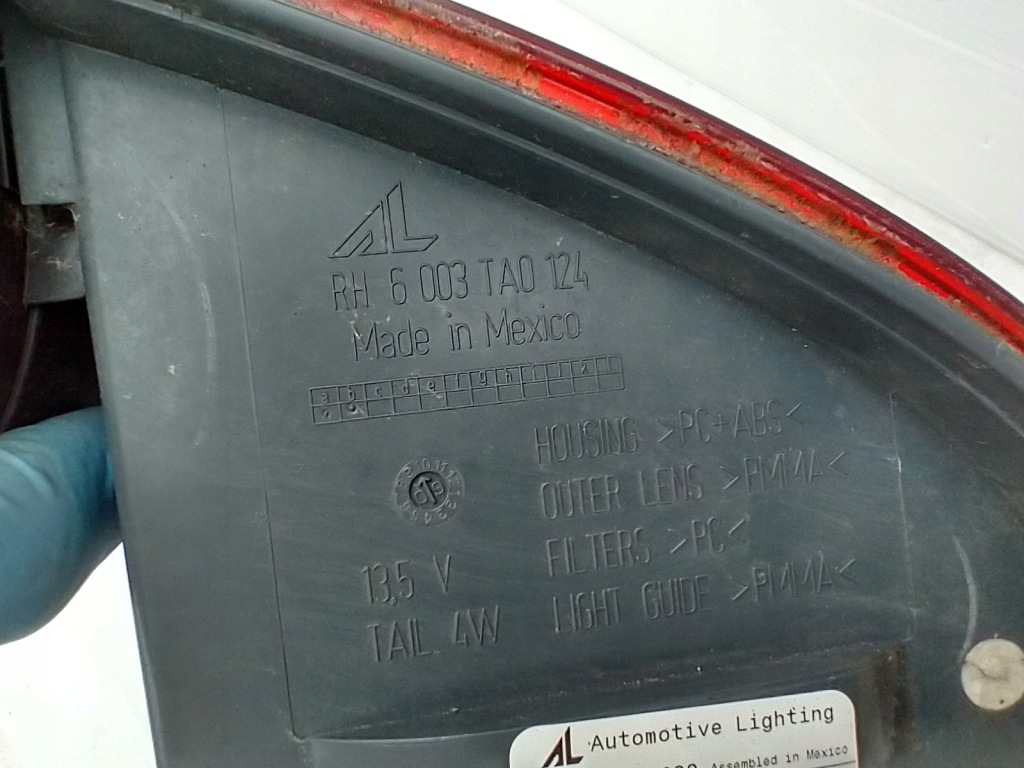 AL
RH 6 003 TA0 124
Made in Mexico
a b c d e f g h i k l
HOUSING >PC+ABS<
OUTER LENS >PMMA<
FILTERS >PC<
LIGHT GUIDE >PMMA<
13,5 V
TAIL. 4W
AL Automotive Lighting
Assembled in Mexico